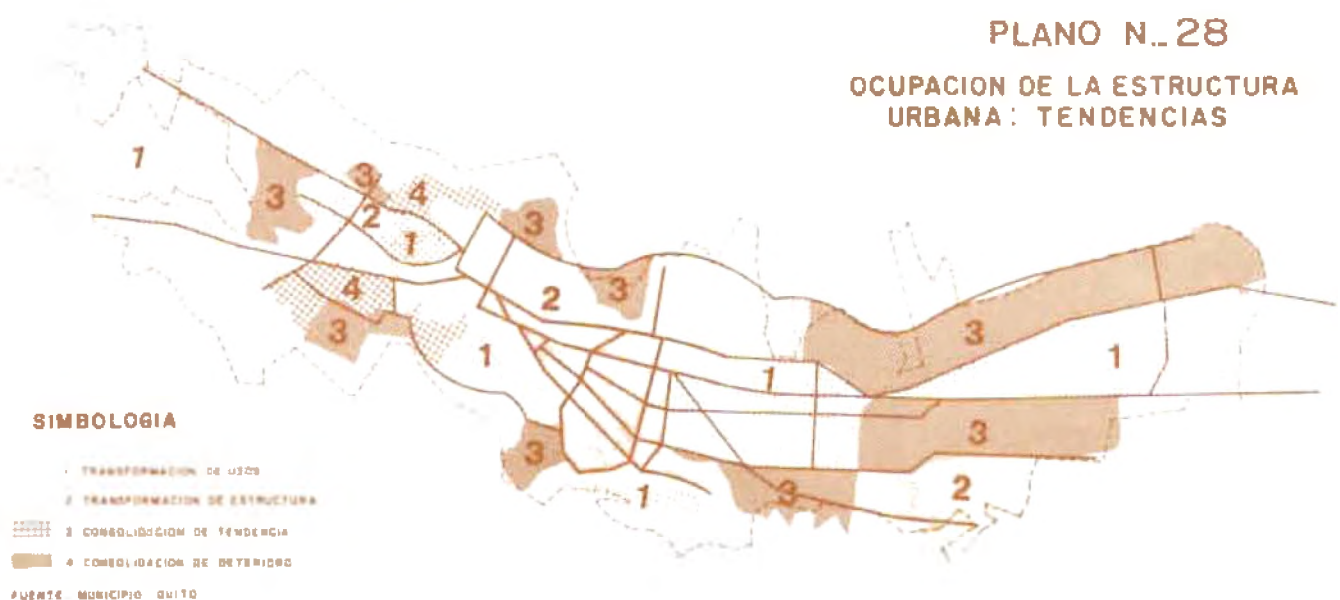 PLANO N. 28
OCUPACION DE LA ESTRUCTURA
URBANA: TENDENCIAS
1
3
3
4
2
1
3
4
3
2
3
3
1
1
3
1
3
3
1
3
2
SIMBOLOGIA
TRANSFORMACION DE USOS
2 TRANSFORMACION DE ESTRUCTURA
3 CONSOLIDACION DE TENDENCIA
4 CONSOLIDACION DE DETERIORO
FUENTE: MUNICIPIO QUITO